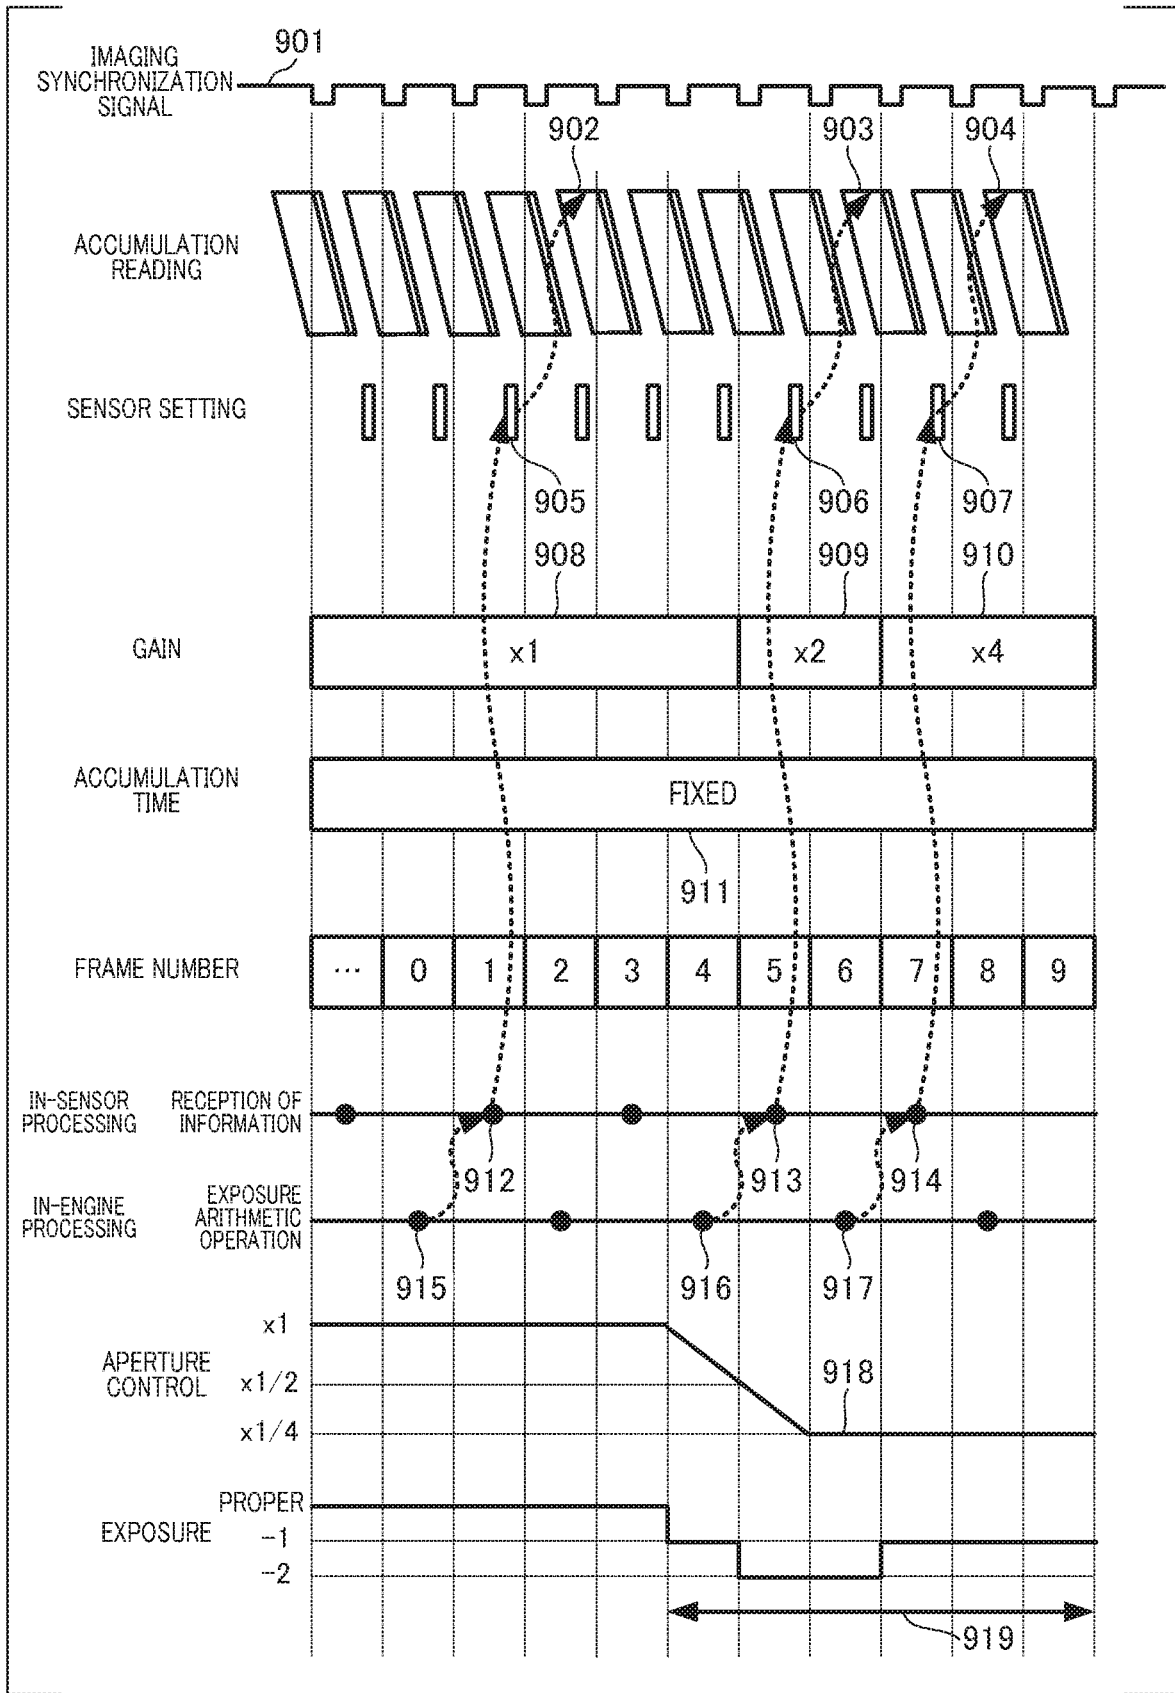 901
IMAGING
SYNCHRONIZATION
SIGNAL
902
903
904
ACCUMULATION
READING
SENSOR SETTING
905
906
907
908
909
910
GAIN
x1
x2
x4
ACCUMULATION
TIME
FIXED
911
FRAME NUMBER
... 0 1 2 3 4 5 6 7 8 9
IN-SENSOR
PROCESSING
RECEPTION OF
INFORMATION
912
913
914
IN-ENGINE
PROCESSING
EXPOSURE
ARITHMETIC
OPERATION
915
916
917
x1
APERTURE
CONTROL
x1/2
918
x1/4
PROPER
EXPOSURE
-1
-2
919